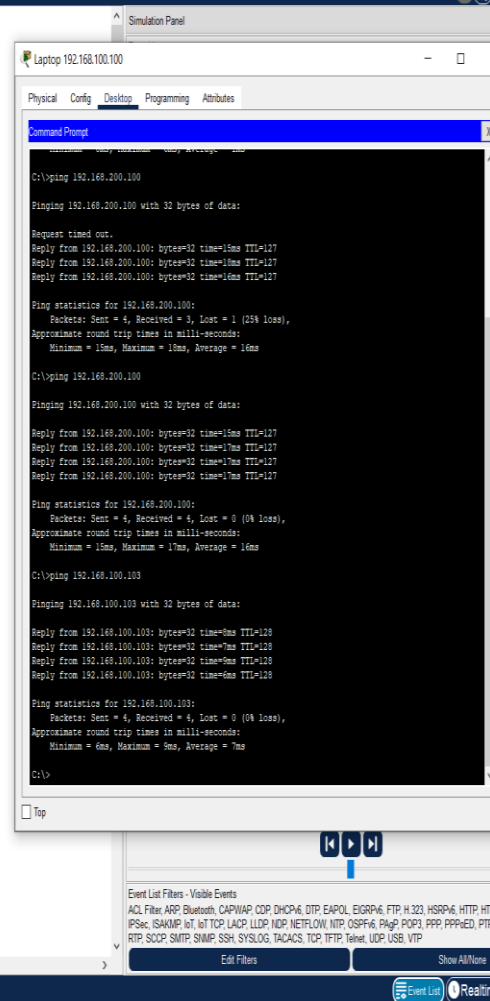 Simulation Panel
Laptop 192.168.100.100
Physical Config Desktop Programming Attributes
Command Prompt X
C:\>ping 192.168.200.100
Pinging 192.168.200.100 with 32 bytes of data:
Request timed out.
Reply from 192.168.200.100: bytes=32 time=15ms TTL=127
Reply from 192.168.200.100: bytes=32 time=18ms TTL=127
Reply from 192.168.200.100: bytes=32 time=16ms TTL=127
Ping statistics for 192.168.200.100:
Packets: Sent = 4, Received = 3, Lost = 1 (25% loss),
Approximate round trip times in milli-seconds:
Minimum = 15ms, Maximum = 18ms, Average = 16ms
C:\>ping 192.168.200.100
Pinging 192.168.200.100 with 32 bytes of data:
Reply from 192.168.200.100: bytes=32 time=15ms TTL=127
Reply from 192.168.200.100: bytes=32 time=17ms TTL=127
Reply from 192.168.200.100: bytes=32 time=17ms TTL=127
Reply from 192.168.200.100: bytes=32 time=17ms TTL=127
Ping statistics for 192.168.200.100:
Packets: Sent = 4, Received = 4, Lost = 0 (0% loss),
Approximate round trip times in milli-seconds:
Minimum = 15ms, Maximum = 17ms, Average = 16ms
C:\>ping 192.168.100.103
Pinging 192.168.100.103 with 32 bytes of data:
Reply from 192.168.100.103: bytes=32 time=8ms TTL=128
Reply from 192.168.100.103: bytes=32 time=7ms TTL=128
Reply from 192.168.100.103: bytes=32 time=9ms TTL=128
Reply from 192.168.100.103: bytes=32 time=6ms TTL=128
Ping statistics for 192.168.100.103:
Packets: Sent = 4, Received = 4, Lost = 0 (0% loss),
Approximate round trip times in milli-seconds:
Minimum = 6ms, Maximum = 9ms, Average = 7ms
C:\>
Top
Event List Filters - Visible Events
ACL Filter, ARP, Bluetooth, CAPWAP, CDP, DHCPv6, DTP, EAPOL, EIGRPv6, FTP, H.323, HSRPv6, HTTP, HT
IPSec, ISAKMP, IoT, IoT TCP, LACP, LLDP, NDP, NETFLOW, NTP, OSPFv6, PAgP, POP3, PPP, PPPoED, PTP
RTP, SCCP, SMTP, SNMP, SSH, SYSLOG, TACACS, TCP, TFTP, Telnet, UDP, USB, VTP
Edit Filters Show All/None
Event List Realtim